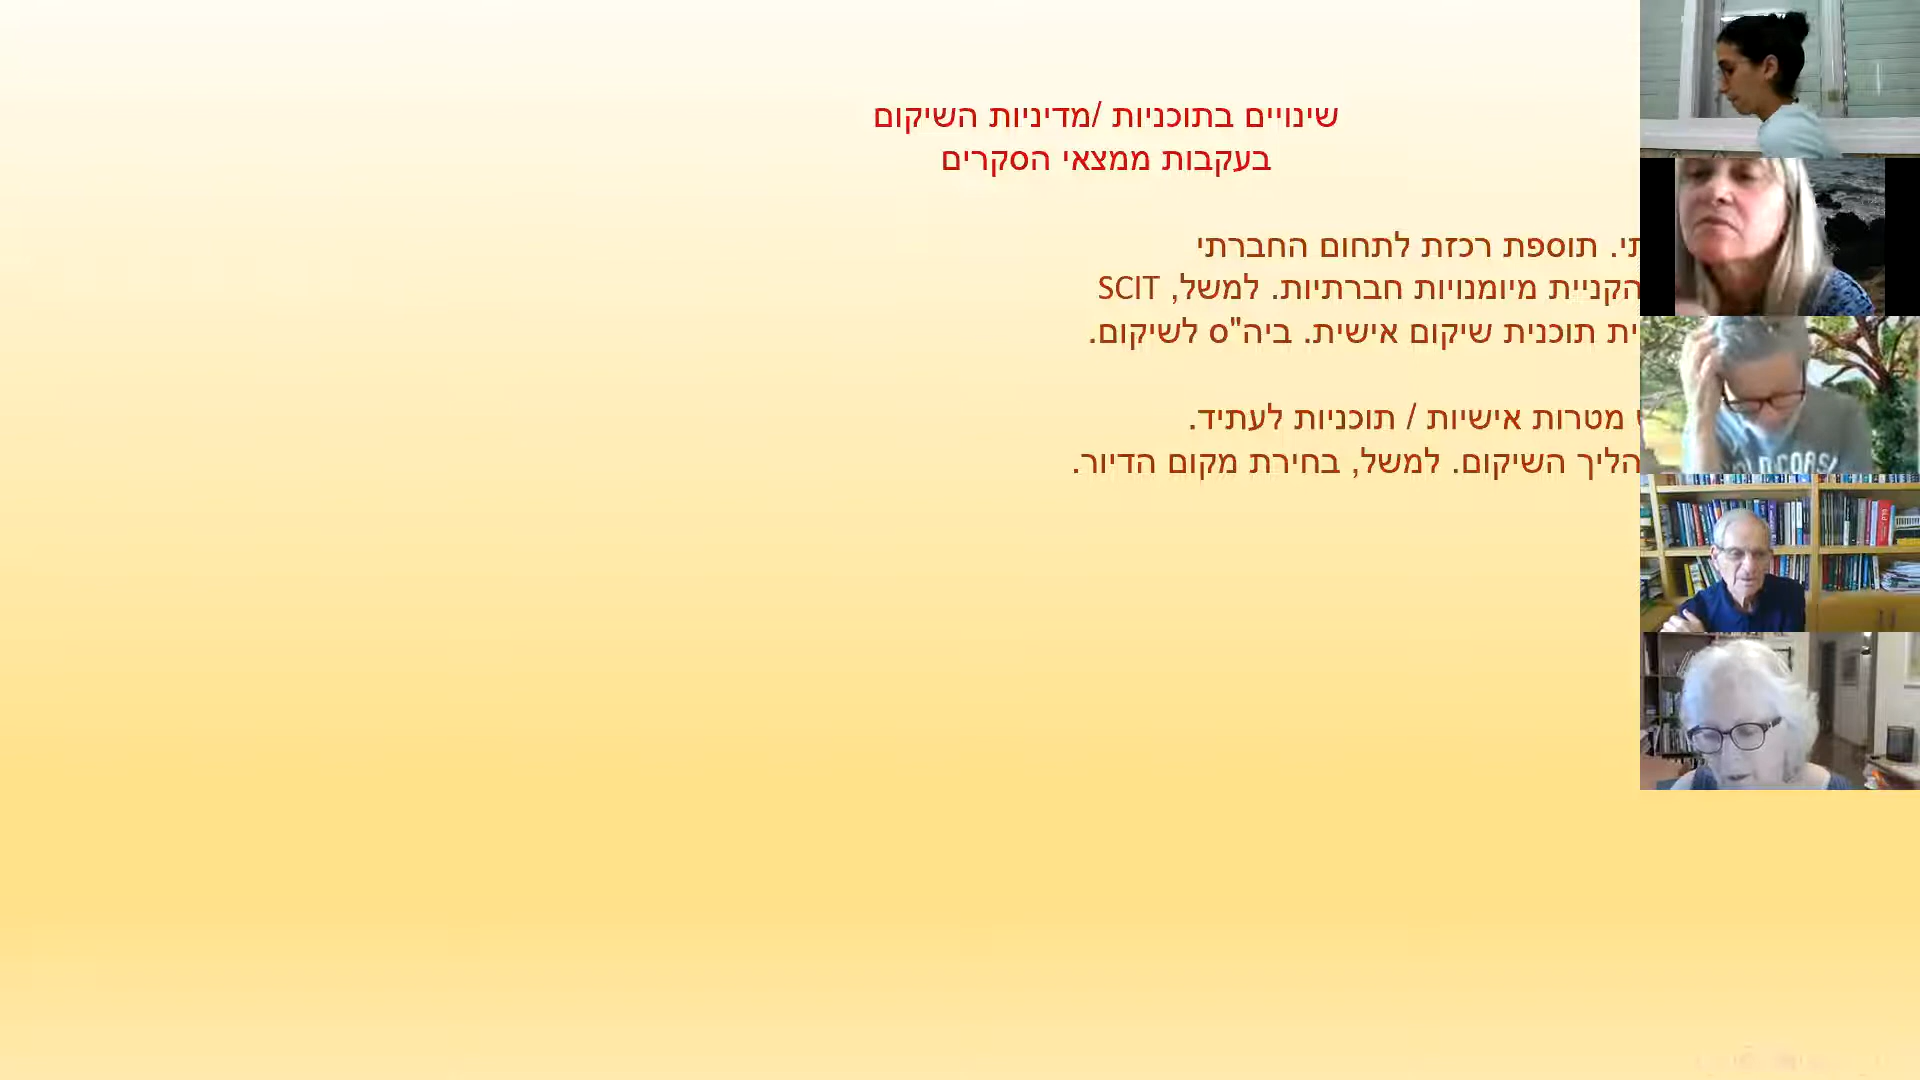 שינויים בתוכניות /מדיניות השיקום
בעקבות ממצאי הסקרים
תי. תוספת רכזת לתחום החברתי
הקניית מיומנויות חברתיות. למשל, SCIT
ית תוכנית שיקום אישית. ביה"ס לשיקום.
מטרות אישיות / תוכניות לעתיד.
הליך השיקום. למשל, בחירת מקום הדיור.